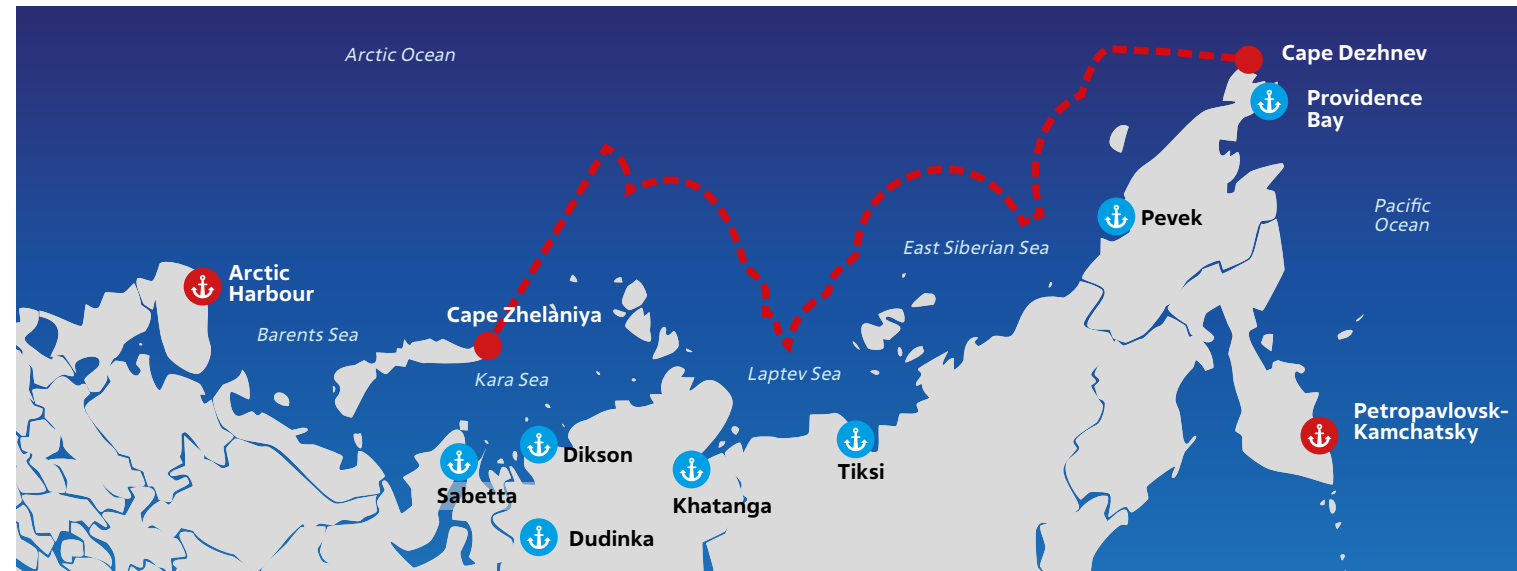 Arctic Ocean
Cape Dezhnev
Providence
Bay
Pacific
Ocean
Pevek
East Siberian Sea
Arctic
Harbour
Cape Zhelàniya
Barents Sea
Kara Sea
Laptev Sea
Petropavlovsk-
Kamchatsky
Dikson
Tiksi
Sabetta
Khatanga
Dudinka